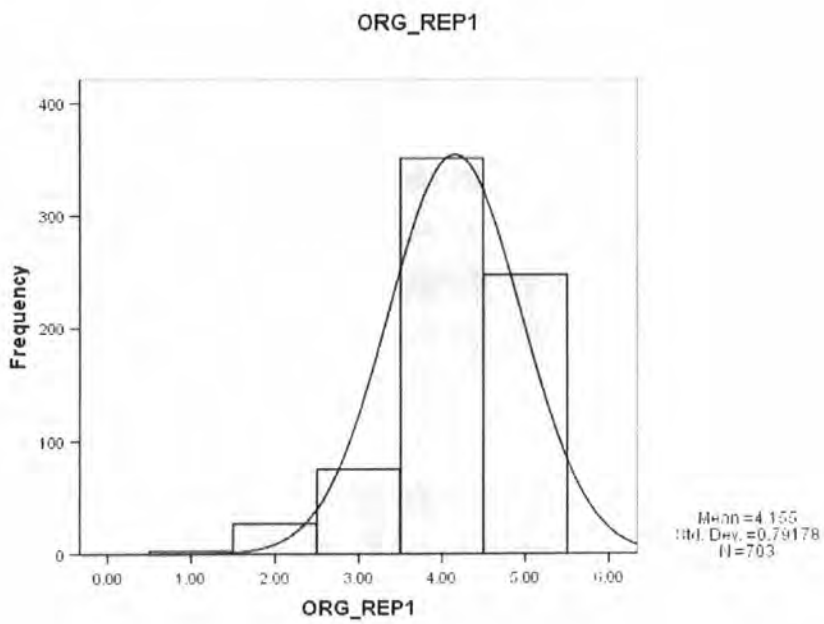 ORG_REP1
400
300
200
100
0
Frequency
0.00 1.00 2.00 3.00 4.00 5.00 6.00
ORG_REP1
Mean =4.155
Std. Dev. =0.79178
N =703